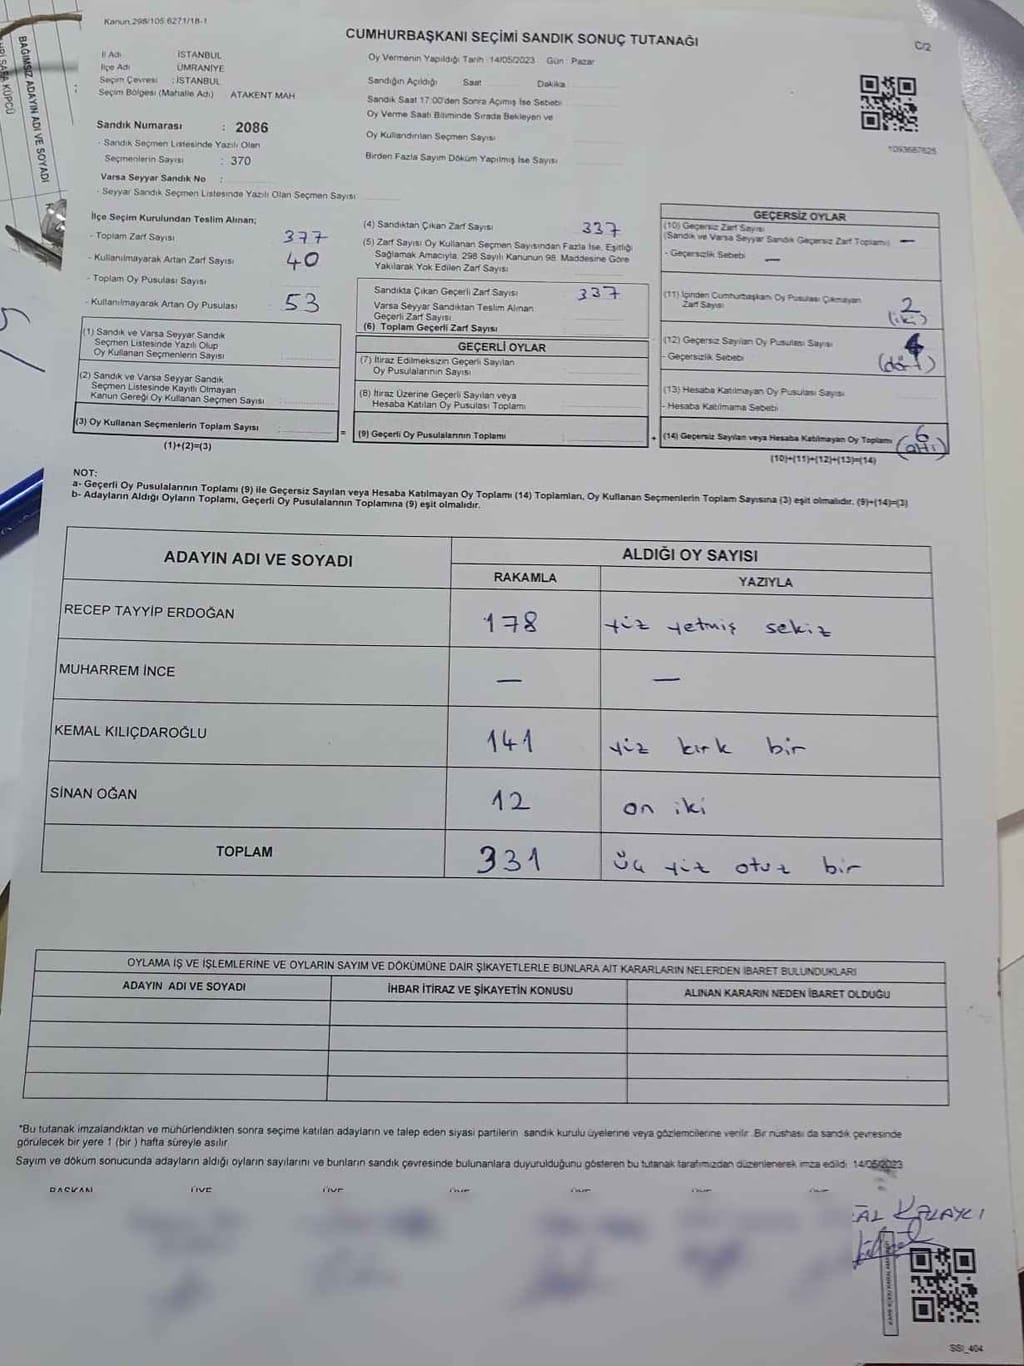 Kanun.298/105 6271/18-1
CUMHURBAŞKANI SEÇİMİ SANDIK SONUÇ TUTANAĞI
C/2
BAĞIMSIZ ADAYIN ADI VE SOYADI
İl Adı İSTANBUL
İlçe Adı ÜMRANİYE
Seçim Çevresi : İSTANBUL
Seçim Bölgesi (Mahalle Adı) ATAKENT MAH
Sandık Numarası : 2086
- Sandık Seçmen Listesinde Yazılı Olan
Seçmenlerin Sayısı : 370
Varsa Seyyar Sandık No :
- Seyyar Sandık Seçmen Listesinde Yazılı Olan Seçmen Sayısı
Oy Vermenin Yapıldığı Tarih :14/05/2023 Gün : Pazar
Sandığın Açıldığı Saat Dakika
Sandık Saat 17:00'den Sonra Açımış İse Sebebi
Oy Verme Saati Bitiminde Sırada Bekleyen ve
Oy Kullandırılan Seçmen Sayısı
Birden Fazla Sayım Döküm Yapılmış İse Sayısı
1093687625
İlçe Seçim Kurulundan Teslim Alınan;
- Toplam Zarf Sayısı 377
- Kullanılmayarak Artan Zarf Sayısı 40
- Toplam Oy Pusulası Sayısı
- Kullanılmayarak Artan Oy Pusulası 53
(1) Sandık ve Varsa Seyyar Sandık
Seçmen Listesinde Yazılı Olup
Oy Kullanan Seçmenlerin Sayısı
(2) Sandık ve Varsa Seyyar Sandık
Seçmen Listesinde Kayıtlı Olmayan
Kanun Gereği Oy Kullanan Seçmen Sayısı
(3) Oy Kullanan Seçmenlerin Toplam Sayısı
(1)+(2)=(3)
(4) Sandıktan Çıkan Zarf Sayısı 337
(5) Zarf Sayısı Oy Kullanan Seçmen Sayısından Fazla İse, Eşitliği
Sağlamak Amacıyla, 298 Sayılı Kanunun 98. Maddesine Göre
Yakılarak Yok Edilen Zarf Sayısı
Sandıkta Çıkan Geçerli Zarf Sayısı 337
Varsa Seyyar Sandıktan Teslim Alınan
Geçerli Zarf Sayısı
(6) Toplam Geçerli Zarf Sayısı
GEÇERLİ OYLAR
(7) İtiraz Edilmeksizin Geçerli Sayılan
Oy Pusulalarının Sayısı
(8) İtiraz Üzerine Geçerli Sayılan veya
Hesaba Katılan Oy Pusulası Toplamı
= (9) Geçerli Oy Pusulalarının Toplamı
GEÇERSİZ OYLAR
(10) Geçersiz Zarf Sayısı
(Sandık ve Varsa Seyyar Sandık Geçersiz Zarf Toplamı) —
- Geçersizlik Sebebi —
(11) İçinden Cumhurbaşkanı Oy Pusulası Çıkmayan
Zarf Sayısı 2
(iki)
(12) Geçersiz Sayılan Oy Pusulası Sayısı 4
- Geçersizlik Sebebi (dört)
(13) Hesaba Katılmayan Oy Pusulası Sayısı
- Hesaba Katılmama Sebebi
+ (14) Geçersiz Sayılan veya Hesaba Katılmayan Oy Toplamı 6
(altı)
(10)+(11)+(12)+(13)=(14)
NOT:
a- Geçerli Oy Pusulalarının Toplamı (9) ile Geçersiz Sayılan veya Hesaba Katılmayan Oy Toplamı (14) Toplamları, Oy Kullanan Seçmenlerin Toplam Sayısına (3) eşit olmalıdır. (9)+(14)=(3)
b- Adayların Aldığı Oyların Toplamı, Geçerli Oy Pusulalarının Toplamına (9) eşit olmalıdır.
ADAYIN ADI VE SOYADI
ALDIĞI OY SAYISI
RAKAMLA YAZIYLA
RECEP TAYYİP ERDOĞAN 178 yüz yetmiş sekiz
MUHARREM İNCE — —
KEMAL KILIÇDAROĞLU 141 yüz kırk bir
SİNAN OĞAN 12 on iki
TOPLAM 331 üç yüz otuz bir
OYLAMA İŞ VE İŞLEMLERİNE VE OYLARIN SAYIM VE DÖKÜMÜNE DAİR ŞİKAYETLERLE BUNLARA AİT KARARLARIN NELERDEN İBARET BULUNDUKLARI
ADAYIN ADI VE SOYADI İHBAR İTİRAZ VE ŞİKAYETİN KONUSU ALINAN KARARIN NEDEN İBARET OLDUĞU
*Bu tutanak imzalandıktan ve mühürlendikten sonra seçime katılan adayların ve talep eden siyasi partilerin sandık kurulu üyelerine veya gözlemcilerine verilir. Bir nüshası da sandık çevresinde
görülecek bir yere 1 (bir ) hafta süreyle asılır
Sayım ve döküm sonucunda adayların aldığı oyların sayılarını ve bunların sandık çevresinde bulunanlara duyurulduğunu gösteren bu tutanak tarafımızdan düzenlenerek imza edildi. 14/05/2023
BAŞKAN ÜYE ÜYE ÜYE ÜYE ÜYE ÜYE
KALAYCI
SSI_404